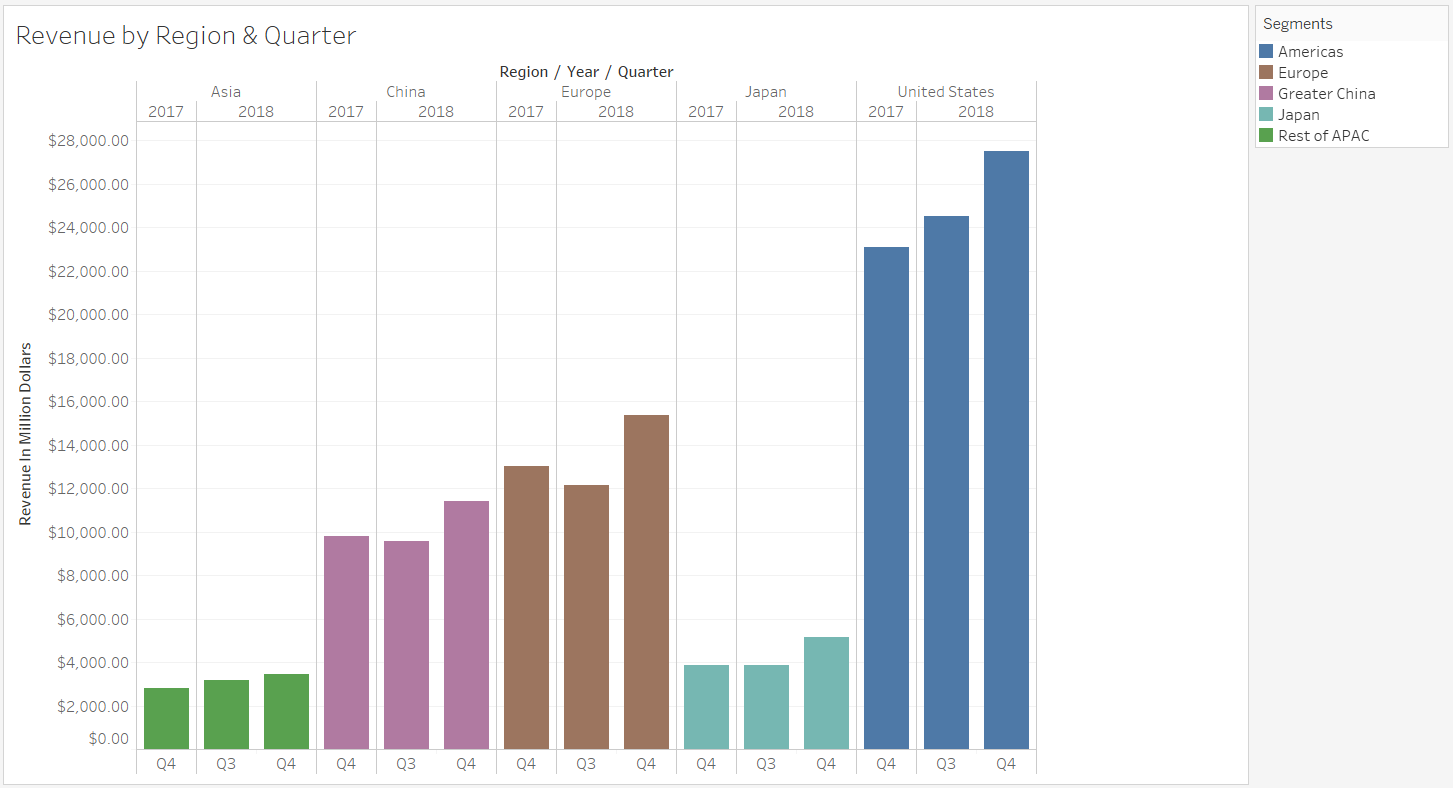 Revenue by Region & Quarter
Region / Year / Quarter
Asia China Europe Japan United States
2017 2018 2017 2018 2017 2018 2017 2018 2017 2018
$28,000.00
$26,000.00
$24,000.00
$22,000.00
$20,000.00
$18,000.00
$16,000.00
$14,000.00
$12,000.00
$10,000.00
$8,000.00
$6,000.00
$4,000.00
$2,000.00
$0.00
Revenue In Million Dollars
Q4 Q3 Q4 Q4 Q3 Q4 Q4 Q3 Q4 Q4 Q3 Q4 Q4 Q3 Q4
Segments
Americas
Europe
Greater China
Japan
Rest of APAC